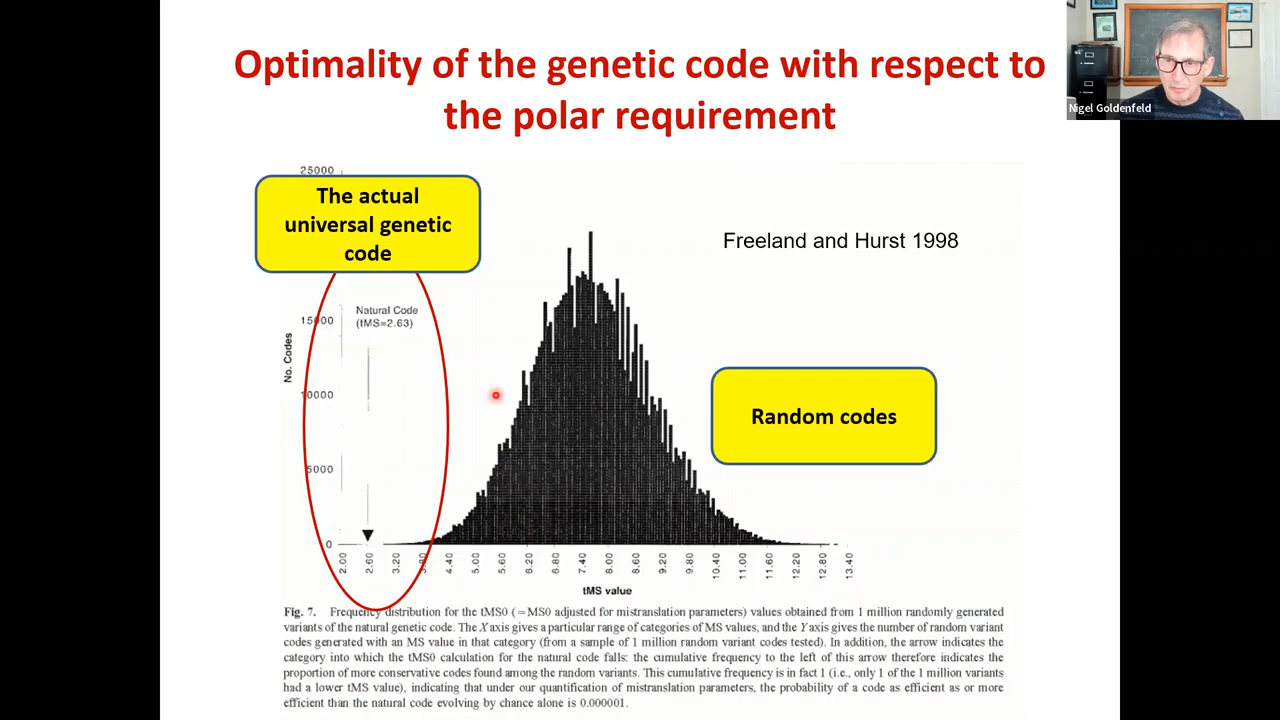 Optimality of the genetic code with respect to
the polar requirement
Nigel Goldenfeld
25000
The actual
universal genetic
code
Freeland and Hurst 1998
Natural Code
(tMS=2.63)
15000
No. Codes
10000
Random codes
5000
0
2.00 2.60 3.20 3.80 4.40 5.00 5.60 6.20 6.80 7.40 8.00 8.60 9.20 9.80 10.40 11.00 11.60 12.20 12.80 13.40
tMS value
Fig. 7. Frequency distribution for the tMS0 (=MS0 adjusted for mistranslation parameters) values obtained from 1 million randomly generated
variants of the natural genetic code. The X axis gives a particular range of categories of MS values, and the Y axis gives the number of random variant
codes generated with an MS value in that category (from a sample of 1 million random variant codes tested). In addition, the arrow indicates the
category into which the tMS0 calculation for the natural code falls: the cumulative frequency to the left of this arrow therefore indicates the
proportion of more conservative codes found among the random variants. This cumulative frequency is in fact 1 (i.e., only 1 of the 1 million variants
had a lower tMS value), indicating that under our quantification of mistranslation parameters, the probability of a code as efficient as or more
efficient than the natural code evolving by chance alone is 0.000001.